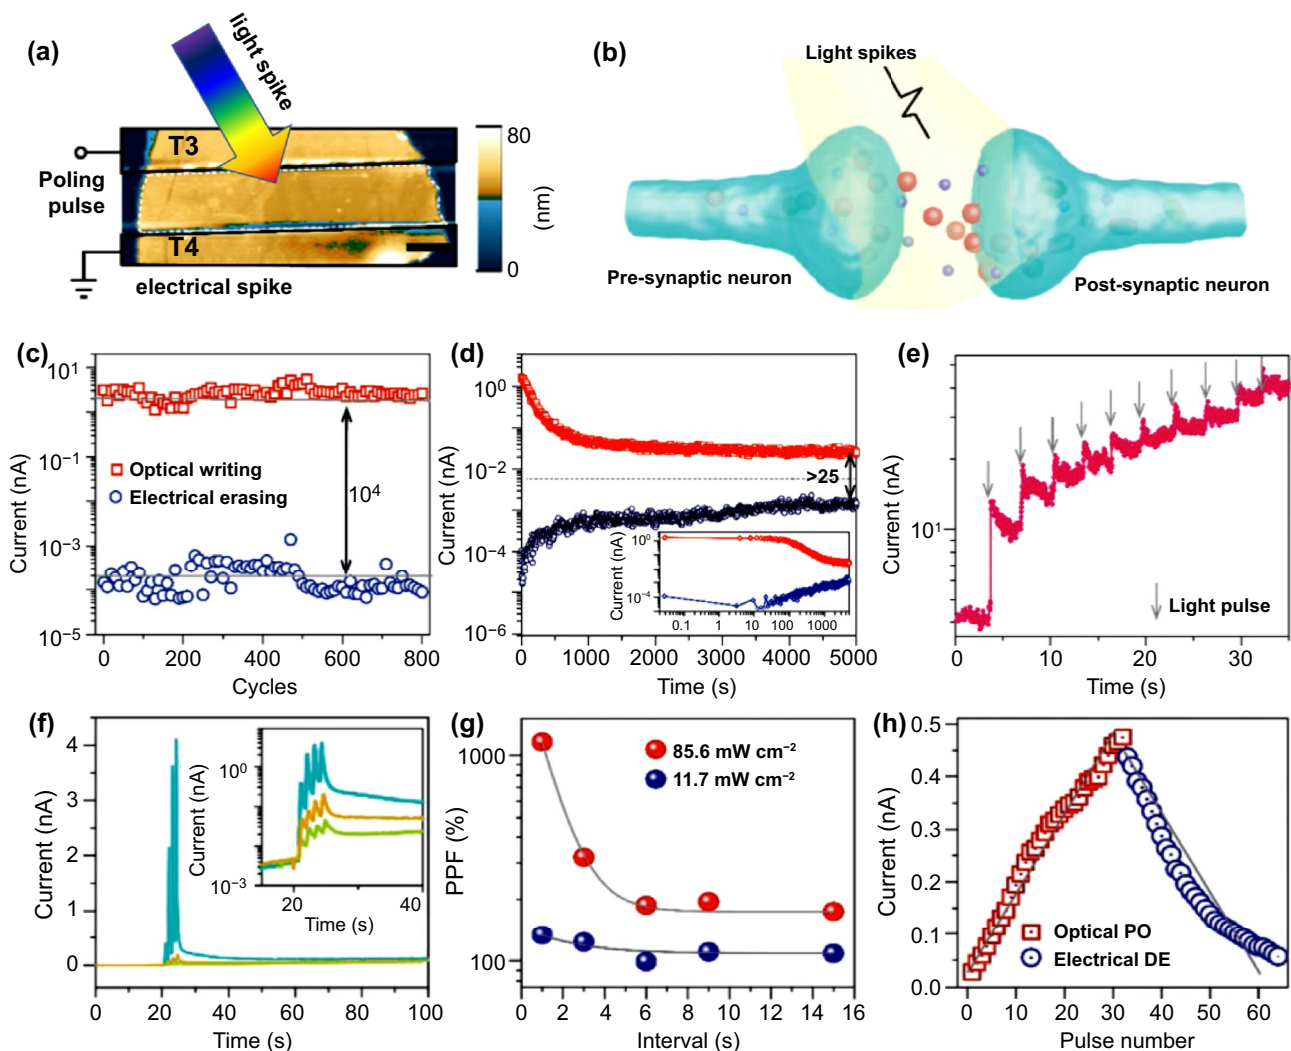 (a)
light spike
T3
Poling
pulse
T4
electrical spike
80
(nm)
0
(b)
Light spikes
Pre-synaptic neuron
Post-synaptic neuron
(c)
Current (nA)
10¹
10⁻¹
10⁻³
10⁻⁵
Optical writing
Electrical erasing
10⁴
0 200 400 600 800
Cycles
(d)
Current (nA)
10⁰
10⁻²
10⁻⁴
10⁻⁶
>25
Current (nA)
10⁰
10⁻⁴
0.1 1 10 100 1000
0 1000 2000 3000 4000 5000
Time (s)
(e)
Current (nA)
10¹
Light pulse
0 10 20 30
Time (s)
(f)
Current (nA)
4
3
2
1
0
Current (nA)
10⁰
10⁻³
20 40
Time (s)
0 20 40 60 80 100
Time (s)
(g)
PPF (%)
1000
100
85.6 mW cm⁻²
11.7 mW cm⁻²
0 2 4 6 8 10 12 14 16
Interval (s)
(h)
Current (nA)
0.5
0.4
0.3
0.2
0.1
0.0
Optical PO
Electrical DE
0 10 20 30 40 50 60
Pulse number